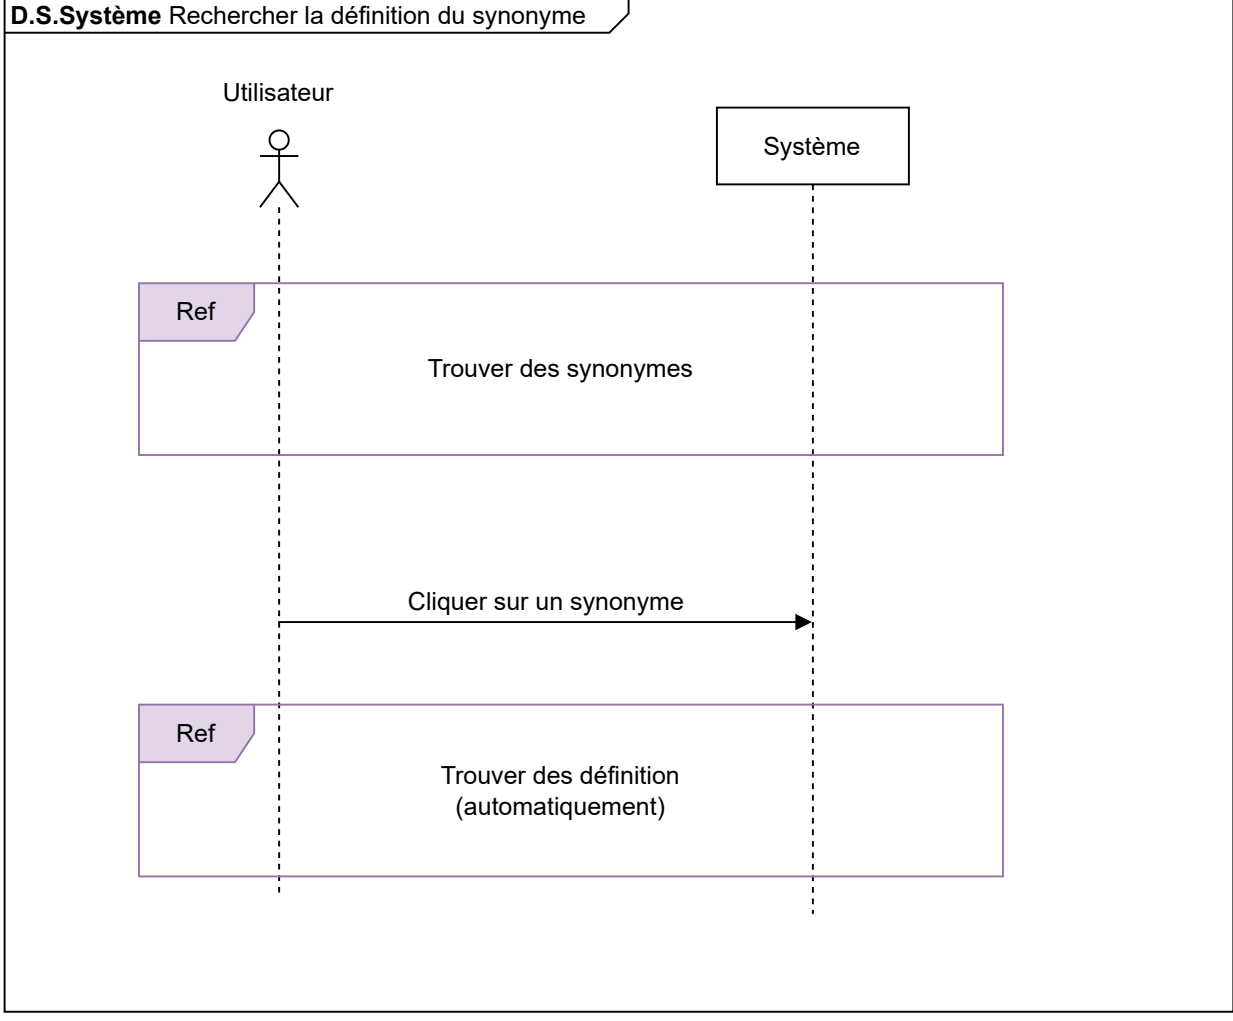 D.S.Système Rechercher la définition du synonyme
Utilisateur
Système
Ref
Trouver des synonymes
Cliquer sur un synonyme
Ref
Trouver des définition
(automatiquement)